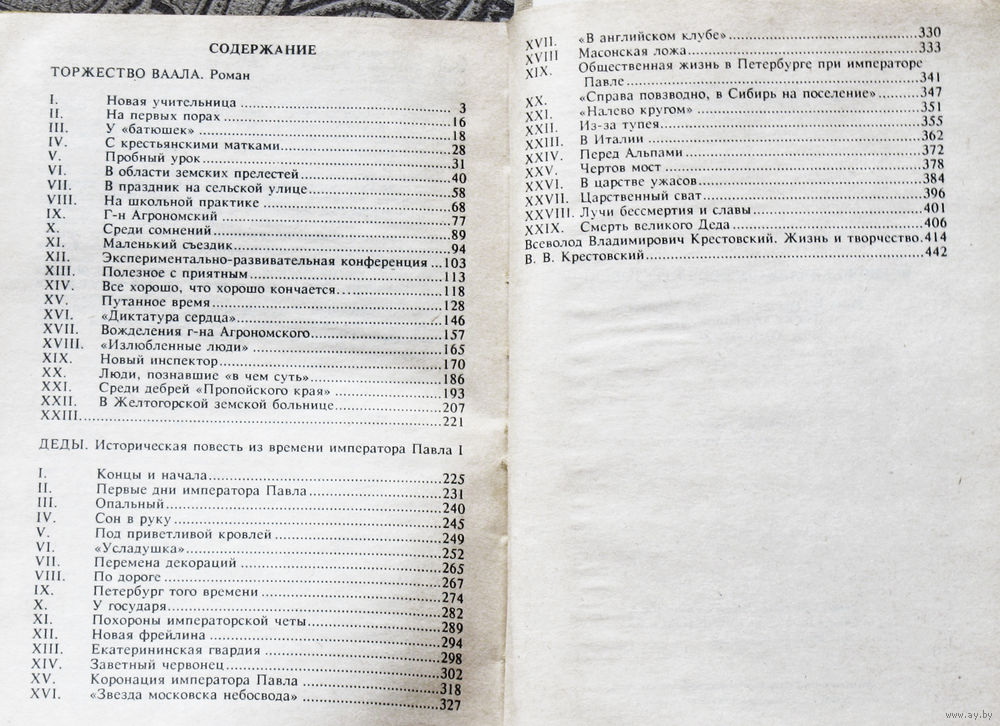 СОДЕРЖАНИЕ
ТОРЖЕСТВО ВААЛА. Роман
I. Новая учительница 3
II. На первых порах 16
III. У «батюшек» 18
IV. С крестьянскими матками 28
V. Пробный урок 31
VI. В области земских прелестей 40
VII. В праздник на сельской улице 58
VIII. На школьной практике 68
IX. Г-н Агрономский 77
X. Среди сомнений 89
XI. Маленький съездик 94
XII. Экспериментально-развивательная конференция 103
XIII. Полезное с приятным 113
XIV. Все хорошо, что хорошо кончается 118
XV. Путанное время 128
XVI. «Диктатура сердца» 146
XVII. Вожделения г-на Агрономского 157
XVIII. «Излюбленные люди» 165
XIX. Новый инспектор 170
XX. Люди, познавшие «в чем суть» 186
XXI. Среди дебрей «Пропойского края» 193
XXII. В Желтогорской земской больнице 207
XXIII. 221
ДЕДЫ. Историческая повесть из времени императора Павла I
I. Концы и начала 225
II. Первые дни императора Павла 231
III. Опальный 240
IV. Сон в руку 245
V. Под приветливой кровлей 249
VI. «Усладушка» 252
VII. Перемена декораций 265
VIII. По дороге 267
IX. Петербург того времени 274
X. У государя 282
XI. Похороны императорской четы 289
XII. Новая фрейлина 294
XIII. Екатерининская гвардия 298
XIV. Заветный червонец 302
XV. Коронация императора Павла 318
XVI. «Звезда московска небосвода» 327
XVII. «В английском клубе» 330
XVIII Масонская ложа 333
XIX. Общественная жизнь в Петербурге при императоре
Павле 341
XX. «Справа повзводно, в Сибирь на поселение» 347
XXI. «Налево кругом» 351
XXII. Из-за тупея 355
XXIII. В Италии 362
XXIV. Перед Альпами 372
XXV. Чертов мост 378
XXVI. В царстве ужасов 384
XXVII. Царственный сват 396
XXVIII. Лучи бессмертия и славы 401
XXIX. Смерть великого Деда 406
Всеволод Владимирович Крестовский. Жизнь и творчество. 414
В. В. Крестовский 442
www.ay.by